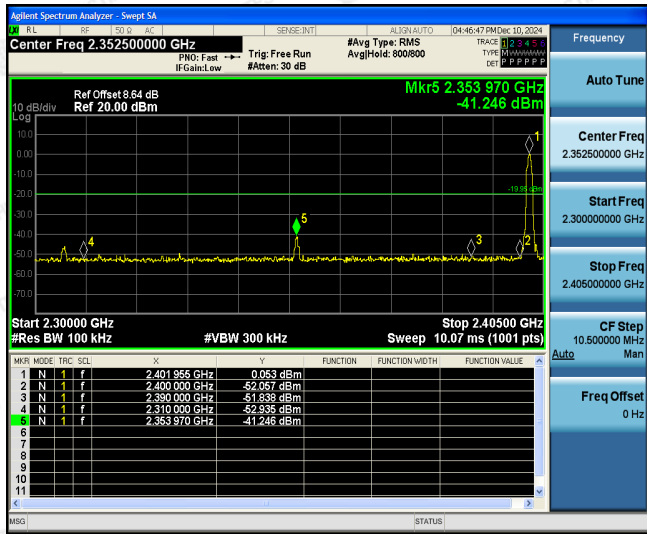 Agilent Spectrum Analyzer - Swept SA
LXI RL RF 50 Ω AC SENSE:INT ALIGN AUTO 04:46:47 PM Dec 10, 2024
Center Freq 2.352500000 GHz
PNO: Fast
IFGain:Low
Trig: Free Run
#Atten: 30 dB
#Avg Type: RMS
Avg|Hold: 800/800
TRACE 1 2 3 4 5 6
TYPE M W W W W W
DET P P P P P P
Mkr5 2.353 970 GHz
-41.246 dBm
Ref Offset 8.64 dB
Ref 20.00 dBm
10 dB/div
Log
10.0
0.00
-10.0
-20.0
-30.0
-40.0
-50.0
-60.0
-70.0
1
-19.95 dBm
5
4
3
2
Start 2.30000 GHz
Stop 2.40500 GHz
#Res BW 100 kHz
#VBW 300 kHz
Sweep 10.07 ms (1001 pts)
MKR MODE TRC SCL X Y FUNCTION FUNCTION WIDTH FUNCTION VALUE
1 N 1 f 2.401 955 GHz 0.053 dBm
2 N 1 f 2.400 000 GHz -52.057 dBm
3 N 1 f 2.390 000 GHz -51.838 dBm
4 N 1 f 2.310 000 GHz -52.935 dBm
5 N 1 f 2.353 970 GHz -41.246 dBm
6
7
8
9
10
11
MSG
STATUS
Frequency
Auto Tune
Center Freq
2.352500000 GHz
Start Freq
2.300000000 GHz
Stop Freq
2.405000000 GHz
CF Step
10.500000 MHz
Auto Man
Freq Offset
0 Hz